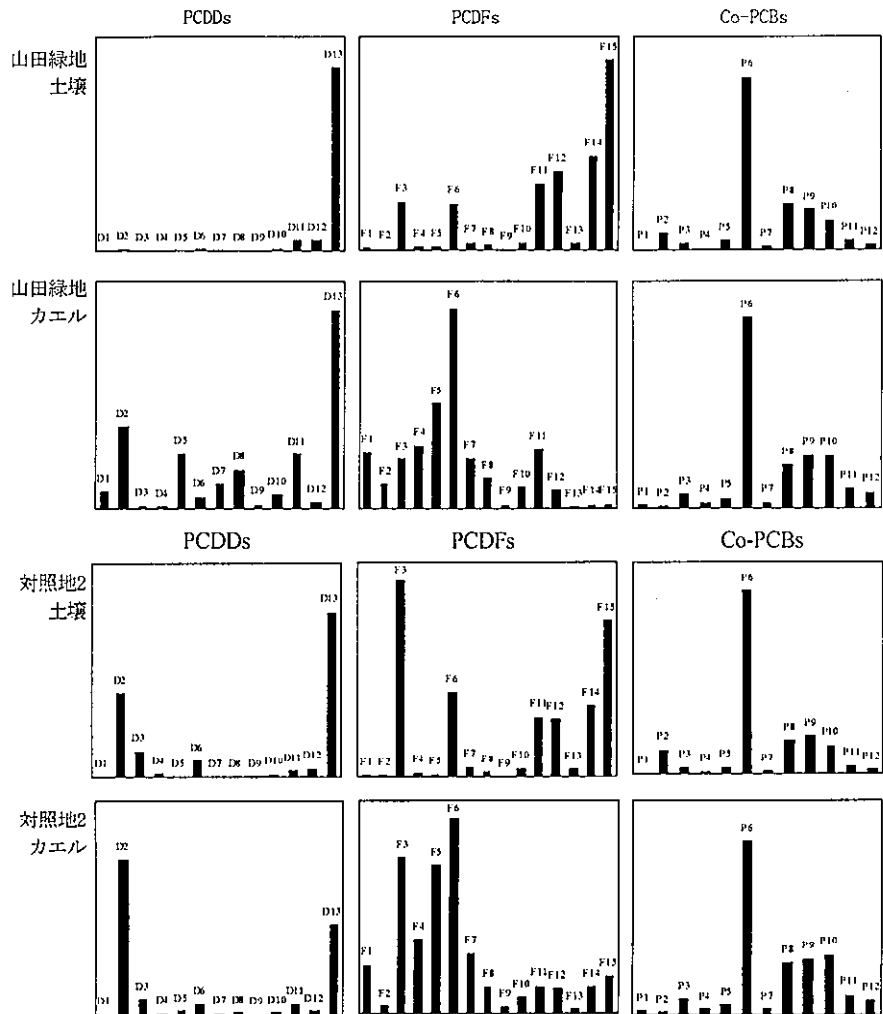 PCDDs PCDFs Co-PCBs
山田緑地
土壌
D1 D2 D3 D4 D5 D6 D7 D8 D9 D10 D11 D12 D13
F1 F2 F3 F4 F5 F6 F7 F8 F9 F10 F11 F12 F13 F14 F15
P1 P2 P3 P4 P5 P6 P7 P8 P9 P10 P11 P12
山田緑地
カエル
D1 D2 D3 D4 D5 D6 D7 D8 D9 D10 D11 D12 D13
F1 F2 F3 F4 F5 F6 F7 F8 F9 F10 F11 F12 F13 F14 F15
P1 P2 P3 P4 P5 P6 P7 P8 P9 P10 P11 P12
PCDDs PCDFs Co-PCBs
対照地2
土壌
D1 D2 D3 D4 D5 D6 D7 D8 D9 D10 D11 D12 D13
F1 F2 F3 F4 F5 F6 F7 F8 F9 F10 F11 F12 F13 F14 F15
P1 P2 P3 P4 P5 P6 P7 P8 P9 P10 P11 P12
対照地2
カエル
D1 D2 D3 D4 D5 D6 D7 D8 D9 D10 D11 D12 D13
F1 F2 F3 F4 F5 F6 F7 F8 F9 F10 F11 F12 F13 F14 F15
P1 P2 P3 P4 P5 P6 P7 P8 P9 P10 P11 P12